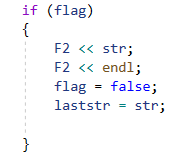 if (flag)
{
F2 << str;
F2 << endl;
flag = false;
laststr = str;
}